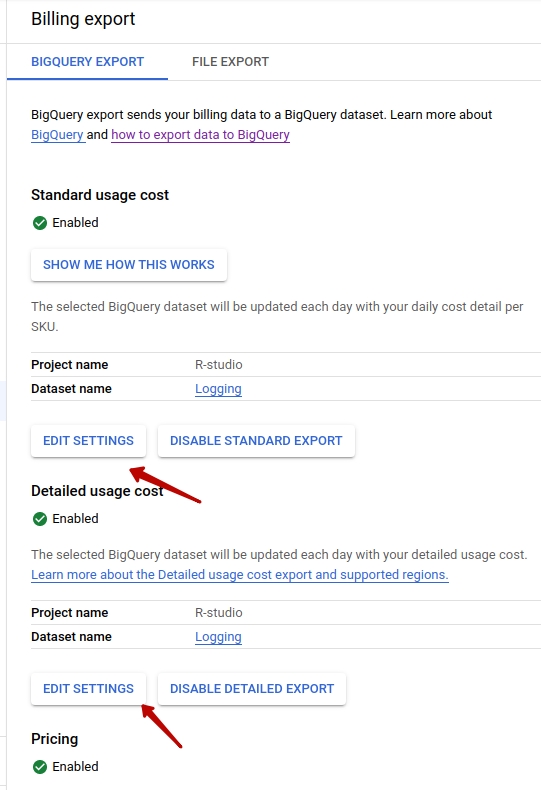 Billing export
BIGQUERY EXPORT FILE EXPORT
BigQuery export sends your billing data to a BigQuery dataset. Learn more about
BigQuery and how to export data to BigQuery
Standard usage cost
Enabled
SHOW ME HOW THIS WORKS
The selected BigQuery dataset will be updated each day with your daily cost detail per
SKU.
Project name R-studio
Dataset name Logging
EDIT SETTINGS DISABLE STANDARD EXPORT
Detailed usage cost
Enabled
The selected BigQuery dataset will be updated each day with your detailed usage cost.
Learn more about the Detailed usage cost export and supported regions.
Project name R-studio
Dataset name Logging
EDIT SETTINGS DISABLE DETAILED EXPORT
Pricing
Enabled